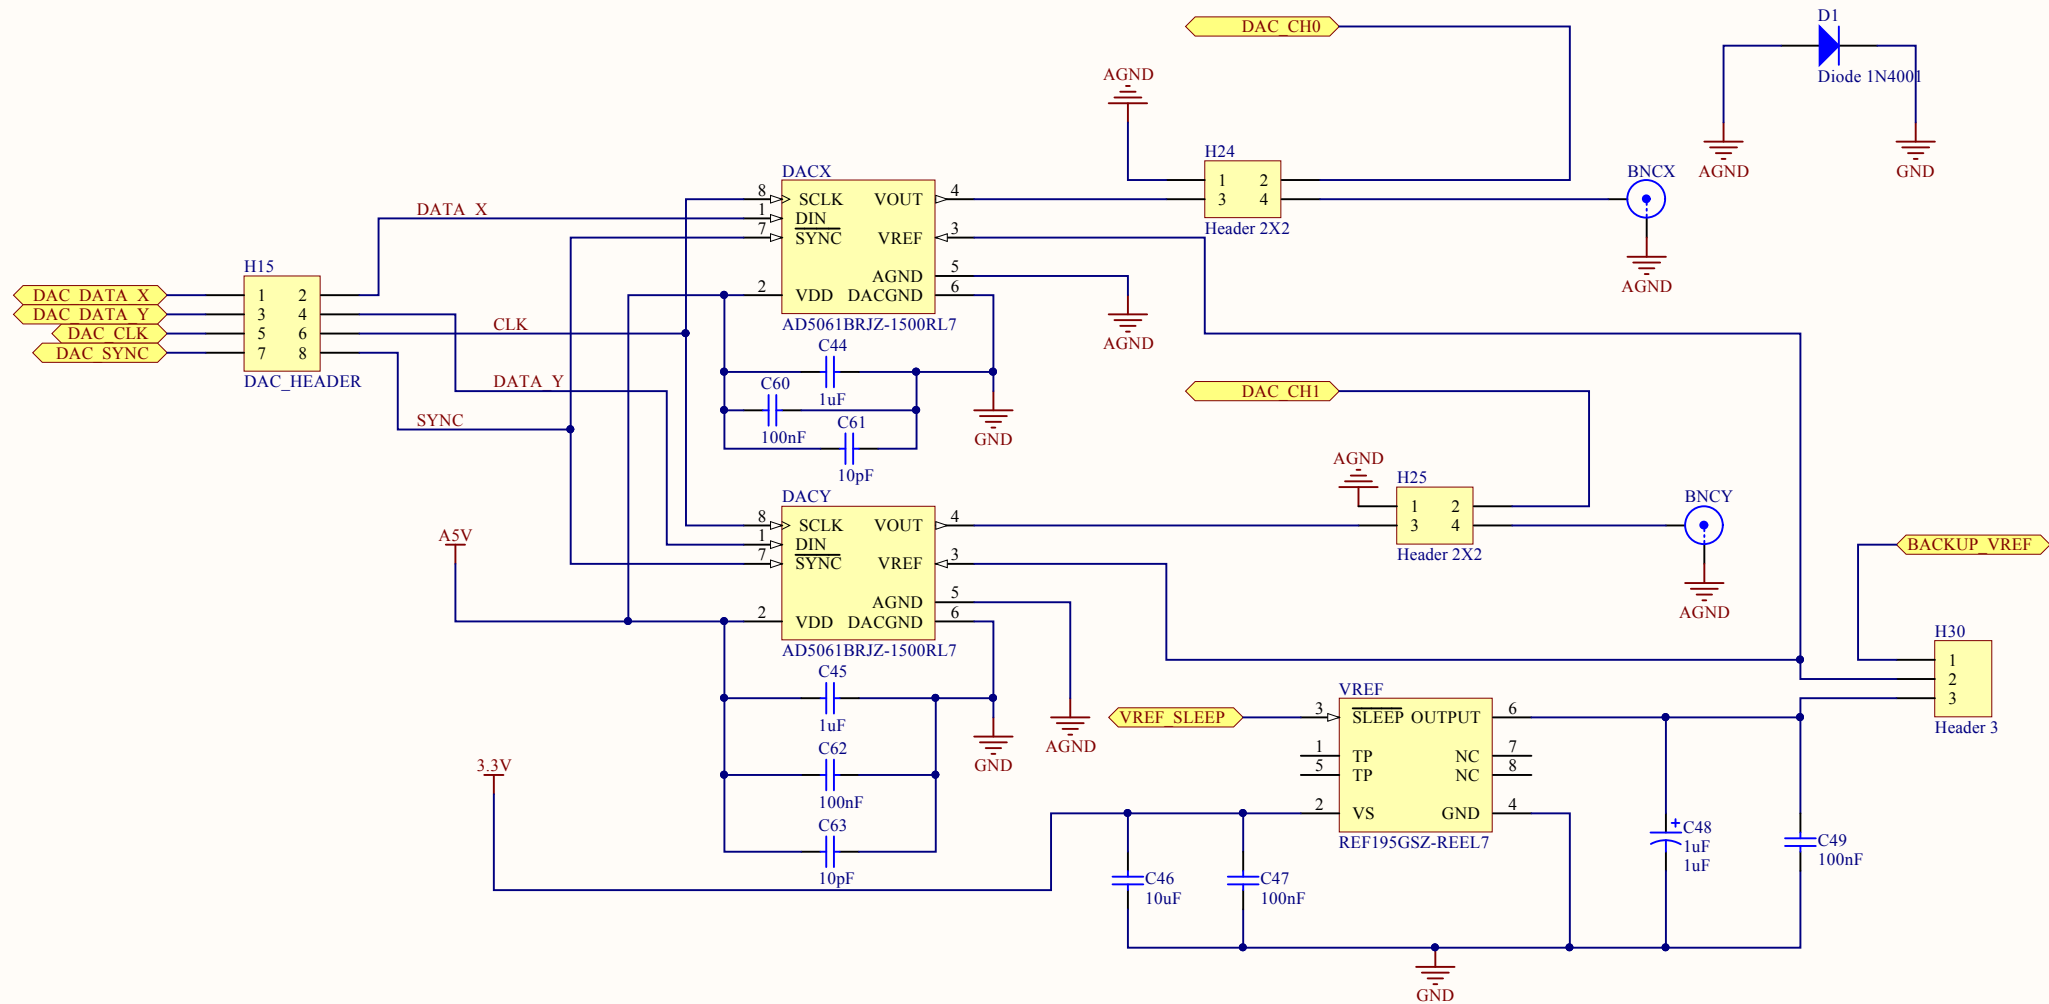 DAC_CH0
D1
Diode 1N4001
AGND
GND
AGND
H24
1 2
3 4
Header 2X2
BNCX
AGND
DACX
8 SCLK VOUT 4
1 DIN
7 SYNC VREF 3
AGND 5
2 VDD DACGND 6
AD5061BRJZ-1500RL7
AGND
DATA_X
H15
DAC_DATA_X 1 2
DAC_DATA_Y 3 4
DAC_CLK 5 6
DAC_SYNC 7 8
DAC_HEADER
CLK
DATA_Y
SYNC
C44
1uF
C60
100nF
C61
10pF
GND
DAC_CH1
AGND
H25
1 2
3 4
Header 2X2
BNCY
AGND
DACY
8 SCLK VOUT 4
1 DIN
7 SYNC VREF 3
AGND 5
2 VDD DACGND 6
AD5061BRJZ-1500RL7
A5V
BACKUP_VREF
H30
1
2
3
Header 3
C45
1uF
C62
100nF
C63
10pF
GND
AGND
3.3V
VREF
VREF_SLEEP 3 SLEEP OUTPUT 6
1 TP NC 7
5 TP NC 8
2 VS GND 4
REF195GSZ-REEL7
C46
10uF
C47
100nF
C48
1uF
1uF
C49
100nF
GND